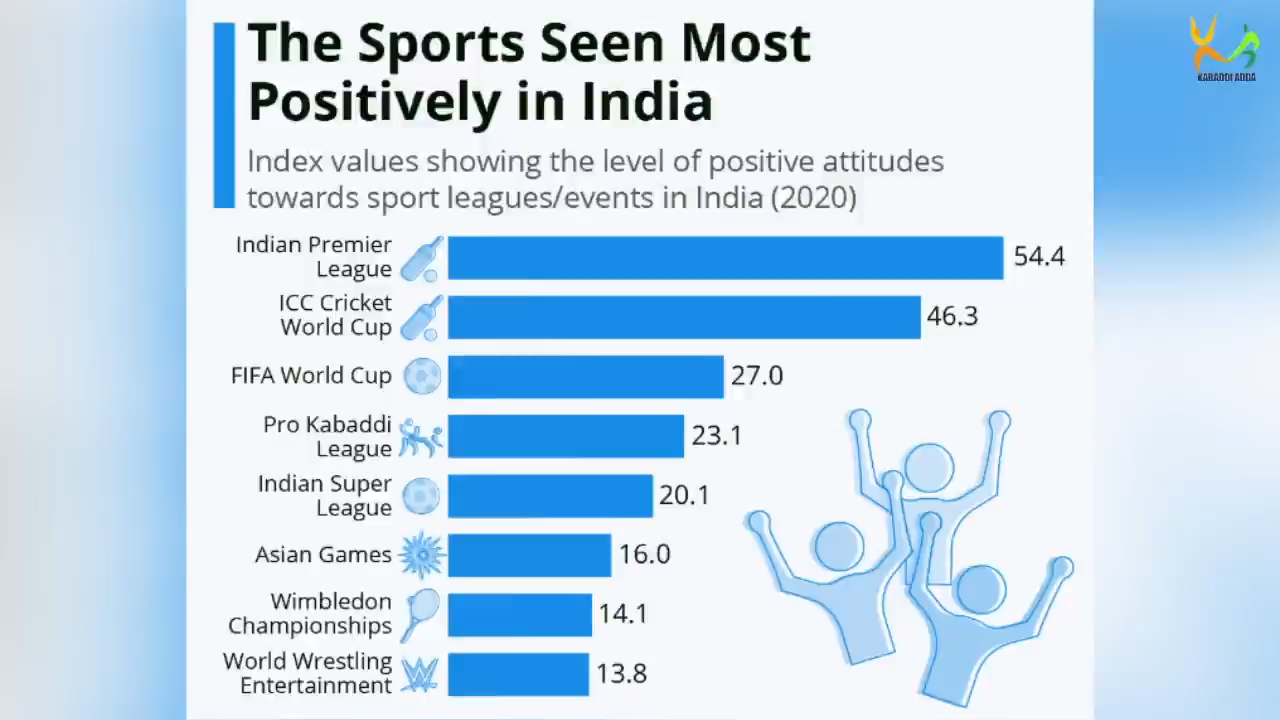 The Sports Seen Most
Positively in India
Index values showing the level of positive attitudes
towards sport leagues/events in India (2020)
Indian Premier
League
54.4
ICC Cricket
World Cup
46.3
FIFA World Cup
27.0
Pro Kabaddi
League
23.1
Indian Super
League
20.1
Asian Games
16.0
Wimbledon
Championships
14.1
World Wrestling
Entertainment
13.8
KABADDI ADDA